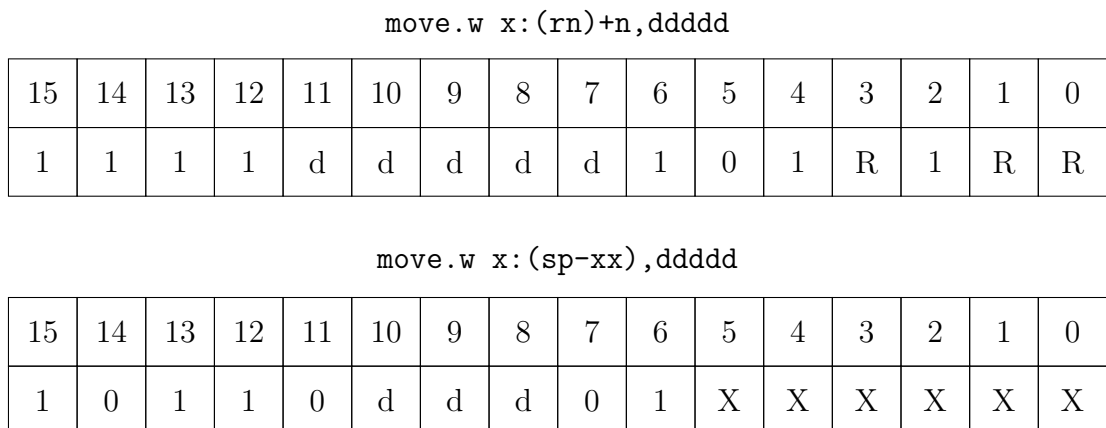 move.w x:(rn)+n,ddddd
15 14 13 12 11 10 9 8 7 6 5 4 3 2 1 0
1 1 1 1 d d d d d 1 0 1 R 1 R R
move.w x:(sp-xx),ddddd
15 14 13 12 11 10 9 8 7 6 5 4 3 2 1 0
1 0 1 1 0 d d d 0 1 X X X X X X